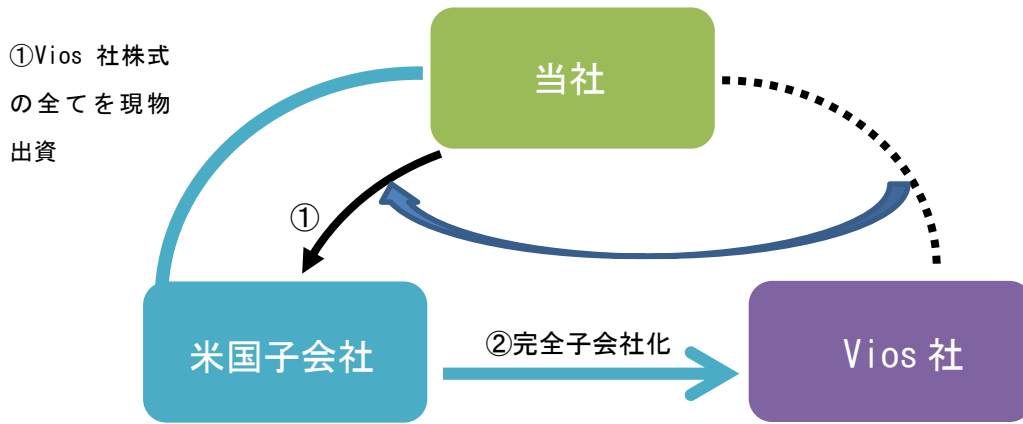 ①Vios 社株式
の全てを現物
出資
当社
①
米国子会社
②完全子会社化
Vios 社